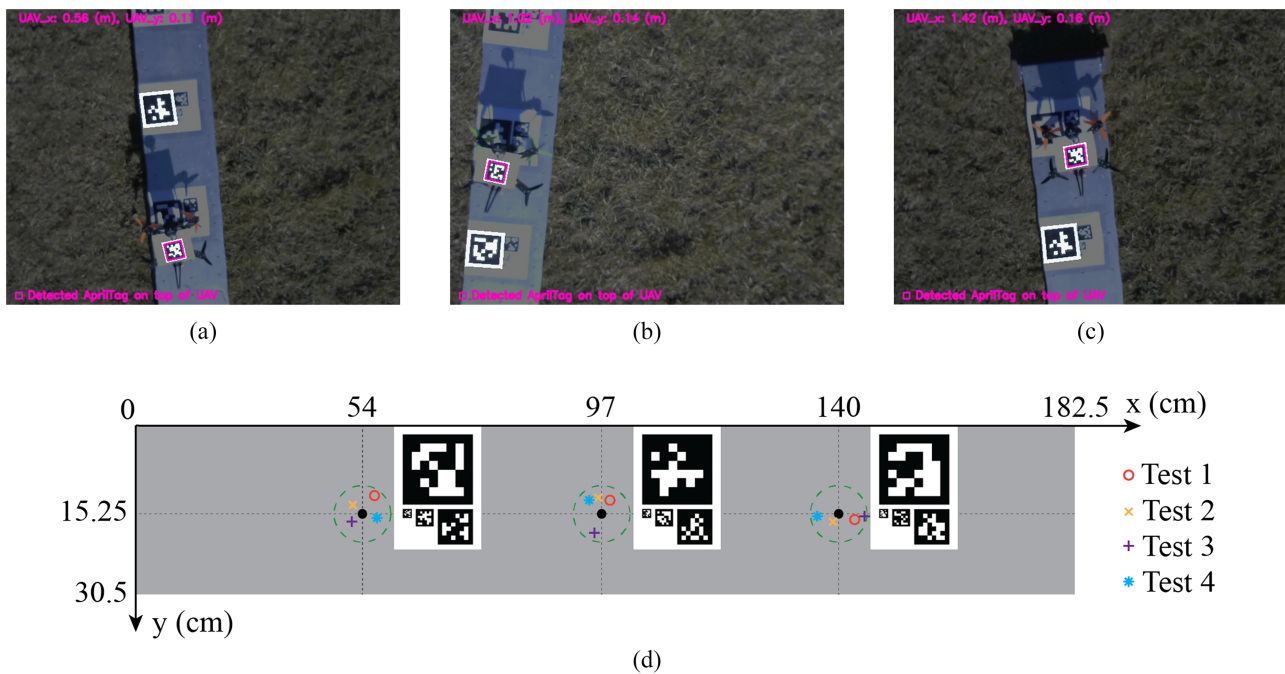 UAV_x: 0.56 (m), UAV_y: 0.11 (m)
UAV_x: 1.02 (m), UAV_y: 0.14 (m)
UAV_x: 1.42 (m), UAV_y: 0.16 (m)
Detected AprilTag on top of UAV
Detected AprilTag on top of UAV
Detected AprilTag on top of UAV
(a)
(b)
(c)
0 54 97 140 182.5 x (cm)
Test 1
15.25 Test 2
Test 3
30.5 Test 4
y (cm)
(d)